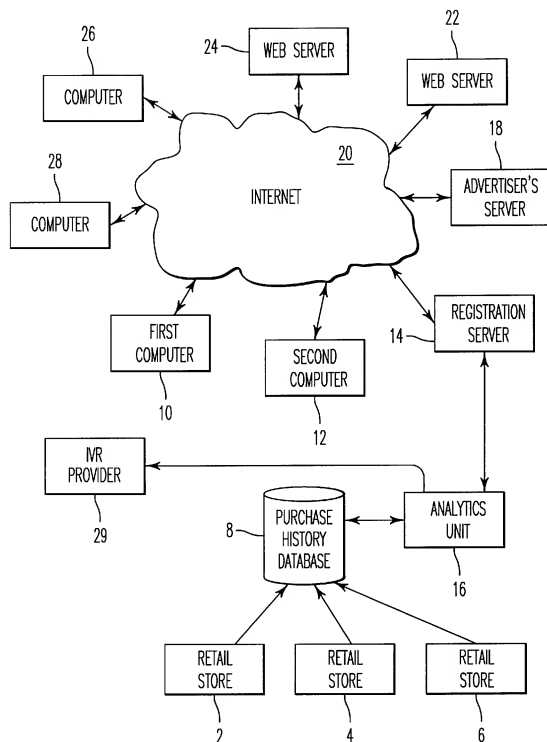 26
COMPUTER
24
WEB SERVER
22
WEB SERVER
28
COMPUTER
20
INTERNET
18
ADVERTISER'S
SERVER
FIRST
COMPUTER
10
SECOND
COMPUTER
12
REGISTRATION
SERVER
14
IVR
PROVIDER
29
8
PURCHASE
HISTORY
DATABASE
ANALYTICS
UNIT
16
RETAIL
STORE
2
RETAIL
STORE
4
RETAIL
STORE
6